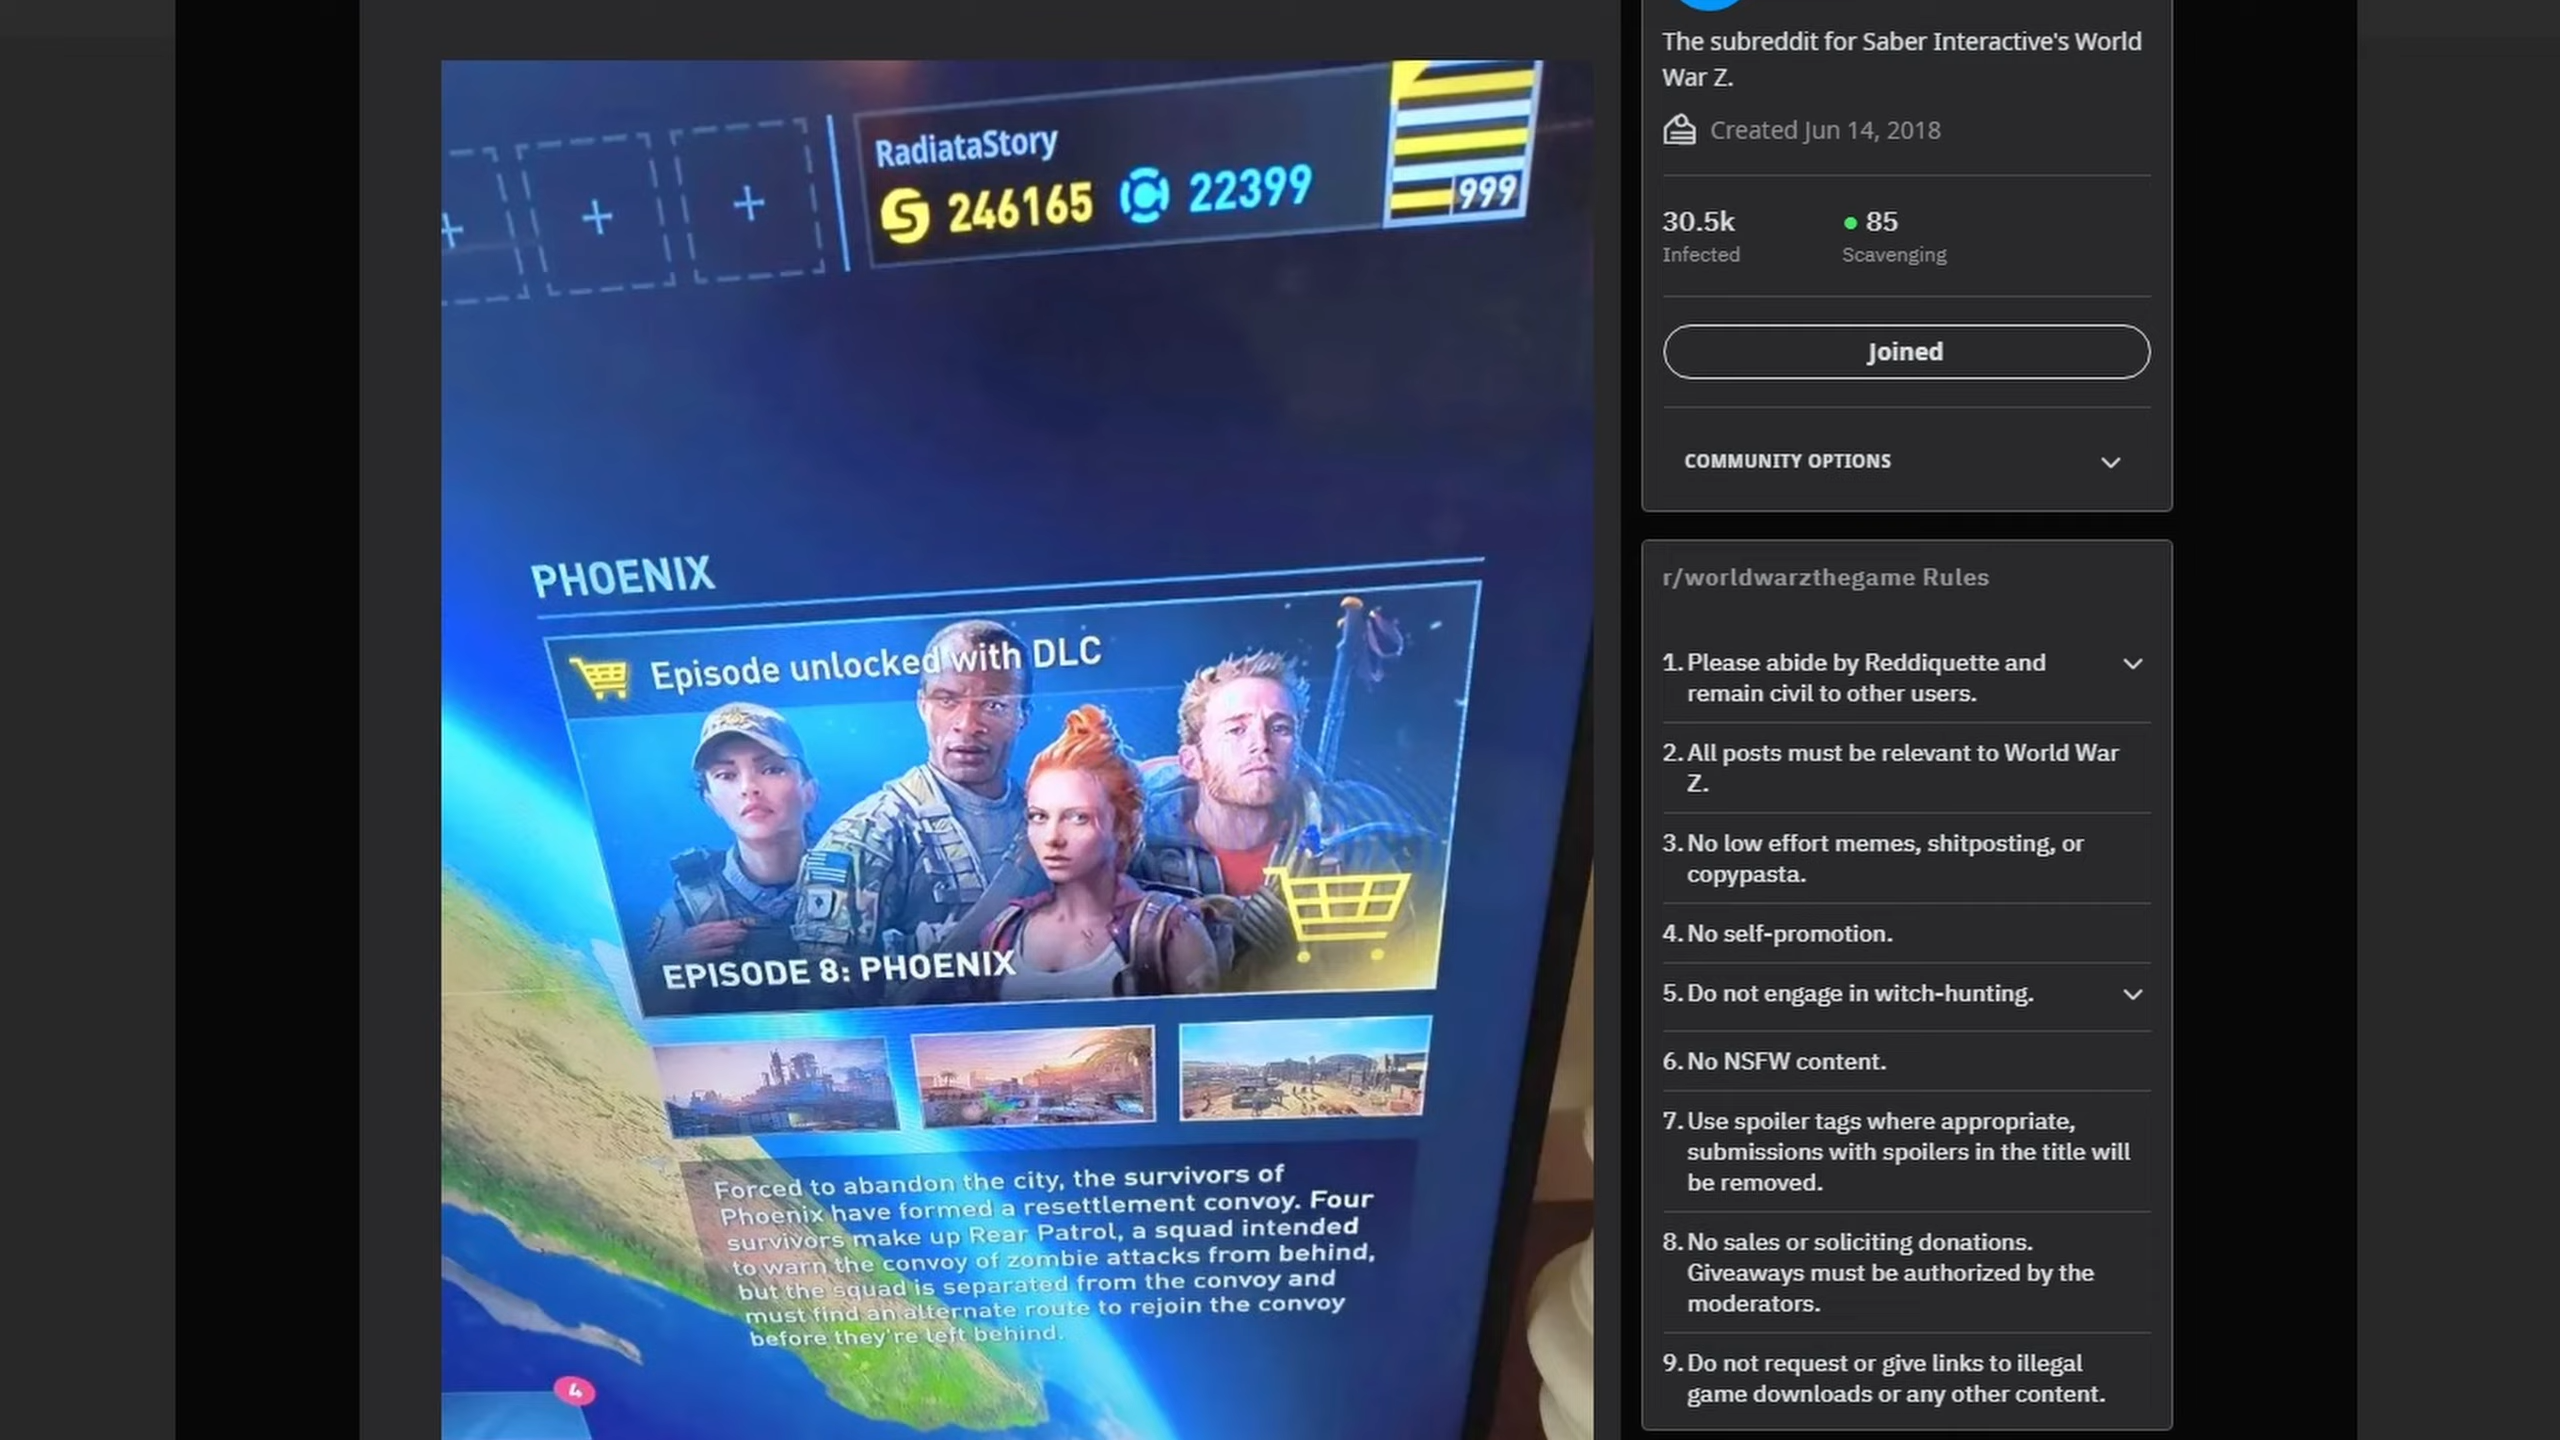 RadiataStory
246165 22399
999
PHOENIX
Episode unlocked with DLC
EPISODE 8: PHOENIX
Forced to abandon the city, the survivors of
Phoenix have formed a resettlement convoy. Four
survivors make up Rear Patrol, a squad intended
to warn the convoy of zombie attacks from behind,
but the squad is separated from the convoy and
must find an alternate route to rejoin the convoy
before they're left behind.
4
The subreddit for Saber Interactive's World
War Z.
Created Jun 14, 2018
30.5k 85
Infected Scavenging
Joined
COMMUNITY OPTIONS
r/worldwarzthegame Rules
1. Please abide by Reddiquette and
remain civil to other users.
2. All posts must be relevant to World War
Z.
3. No low effort memes, shitposting, or
copypasta.
4. No self-promotion.
5. Do not engage in witch-hunting.
6. No NSFW content.
7. Use spoiler tags where appropriate,
submissions with spoilers in the title will
be removed.
8. No sales or soliciting donations.
Giveaways must be authorized by the
moderators.
9. Do not request or give links to illegal
game downloads or any other content.